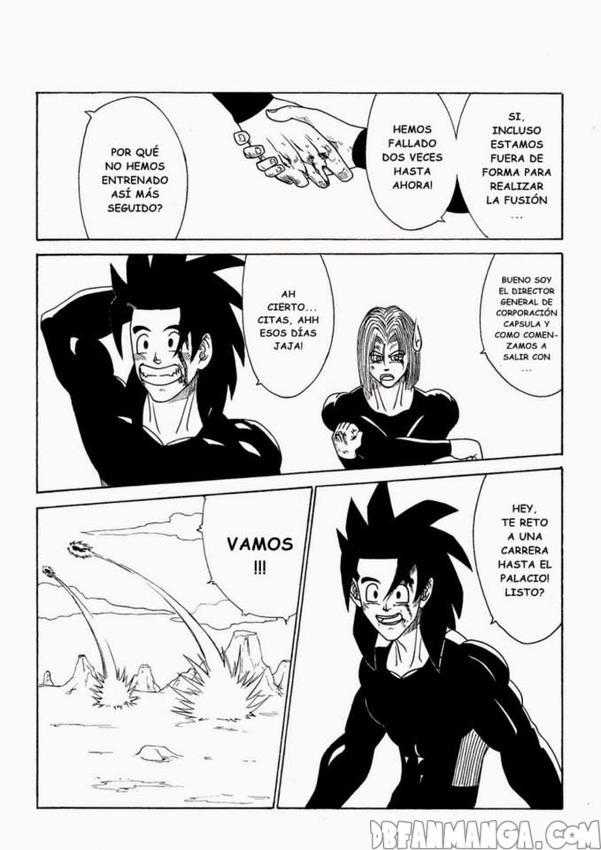 POR QUÉ
NO HEMOS
ENTRENADO
ASÍ MÁS
SEGUIDO?
HEMOS
FALLADO
DOS VECES
HASTA
AHORA!
SI,
INCLUSO
ESTAMOS
FUERA DE
FORMA PARA
REALIZAR
LA FUSIÓN
...
AH
CIERTO...
CITAS, AHH
ESOS DÍAS
JAJA!
BUENO SOY
EL DIRECTOR
GENERAL DE
CORPORACIÓN
CAPSULA Y
COMO COMEN-
ZAMOS A
SALIR CON
...
VAMOS
!!!
HEY,
TE RETO
A UNA
CARRERA
HASTA EL
PALACIO!
LISTO?
DBFANMANGA.COM